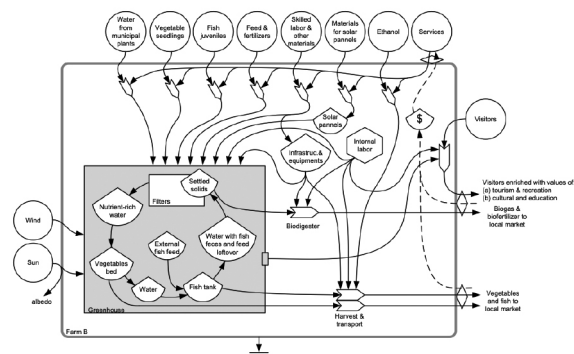 Water
from
municipal
plants
Vegetable
seedlings
Fish
juveniles
Feed &
fertilizers
Skilled
labor &
other
materials
Materials
for solar
pannels
Ethanol
Services
Solar
pannels
$
Visitors
Infrastruc.&
equipments
Internal
labor
Visitors enriched with values of
(a) tourism & recreation
(b) cultural and education
Biogas &
biofertilizer to
local market
Settled
solids
Filters
Nutrient-rich
water
Biodigester
Wind
Water with fish
feces and feed
leftover
External
fish feed
Sun
Vegetables
bed
Water
Fish tank
albedo
Greenhouse
Harvest &
transport
Vegetables
and fish to
local market
Farm B